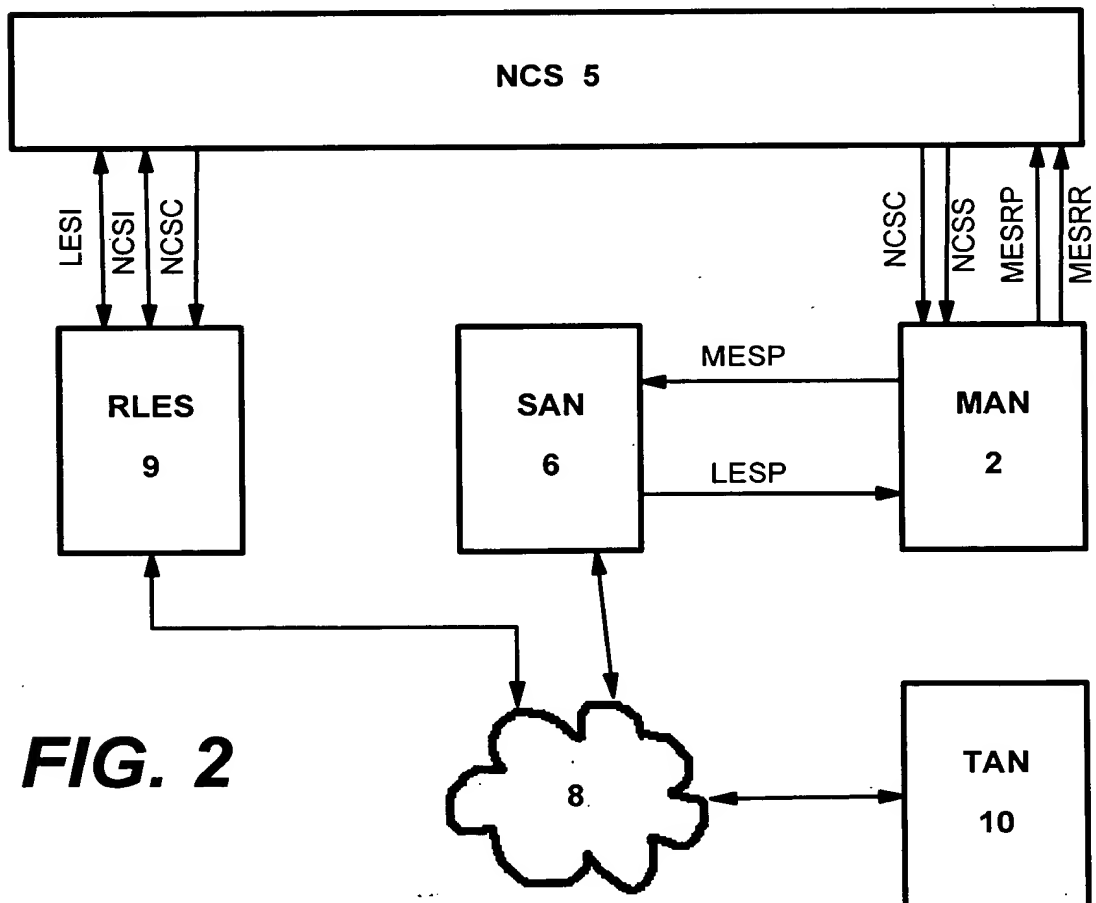 NCS 5
LESI
NCSI
NCSC
NCSC
NCSS
MESRP
MESRR
RLES
9
SAN
6
MESP
LESP
MAN
2
FIG. 2
8
TAN
10